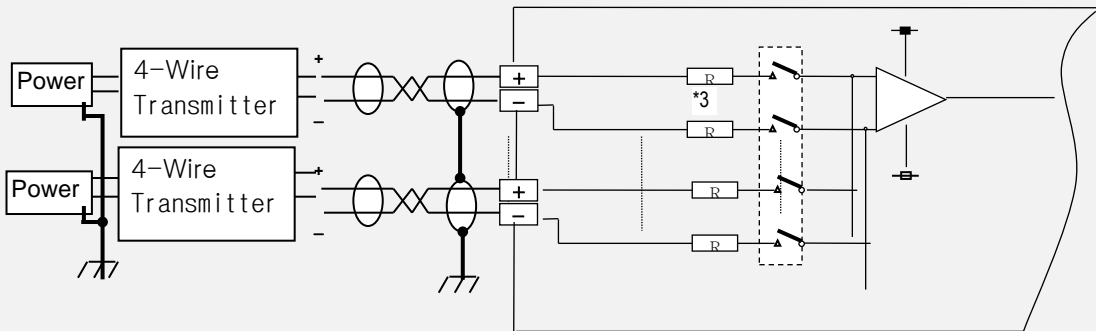 +
Power
4-Wire
Transmitter
−
+
−
R
*3
R
Power
4-Wire
Transmitter
+
−
+
−
R
R